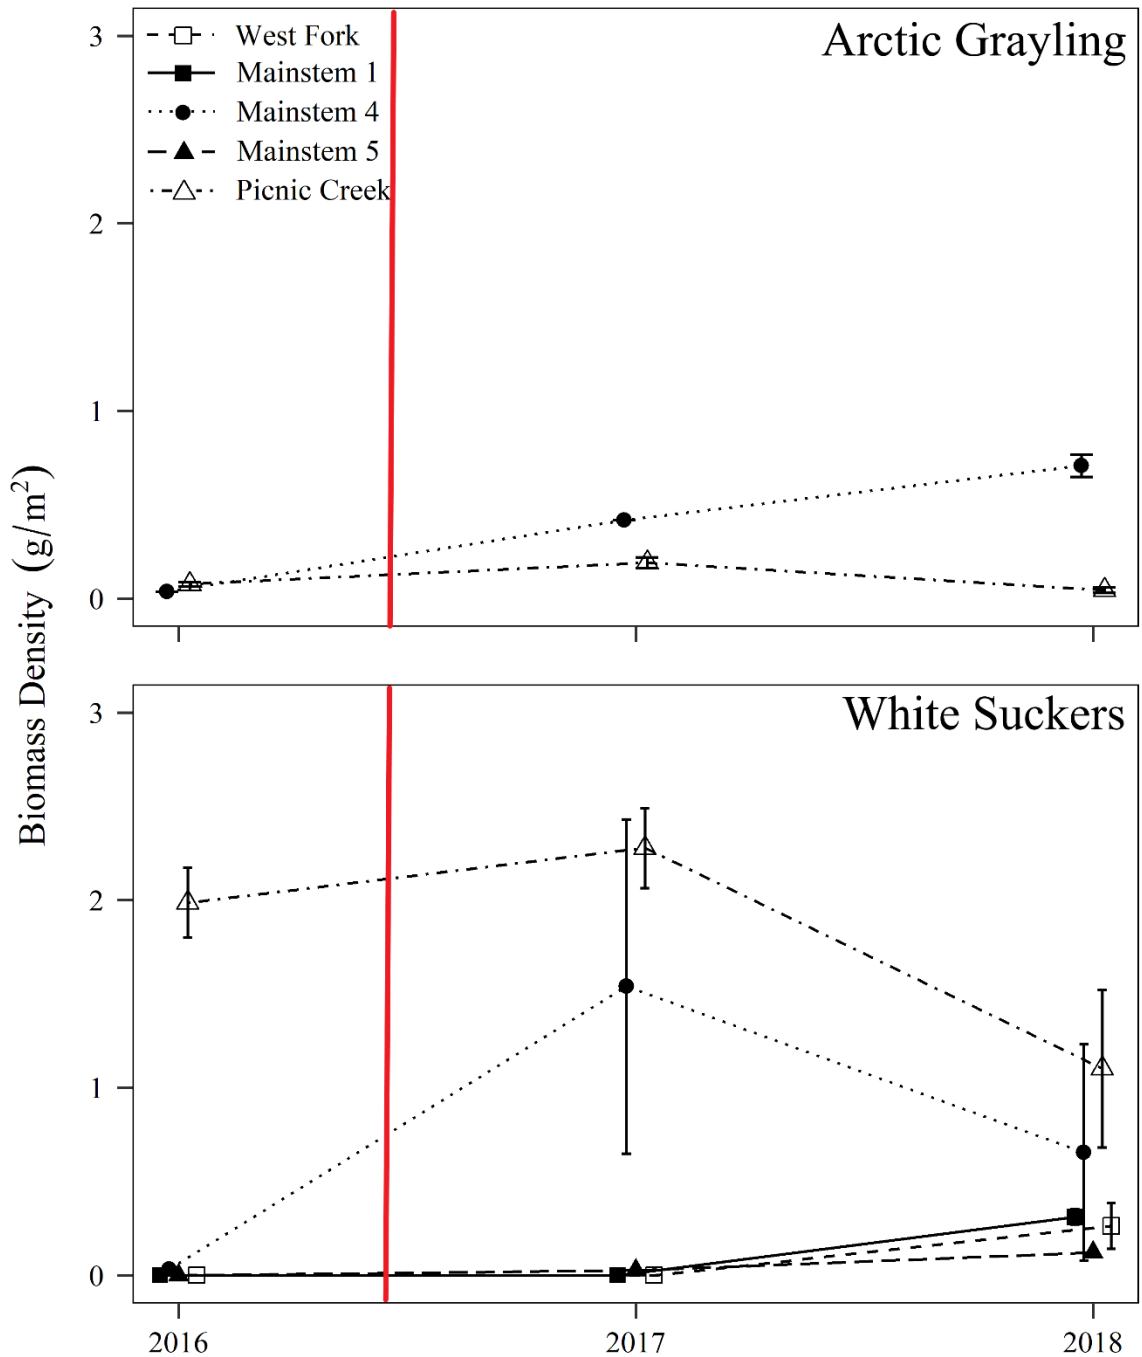 Arctic Grayling
West Fork
Mainstem 1
Mainstem 4
Mainstem 5
Picnic Creek
3
2
1
0
Biomass Density (g/m²)
White Suckers
3
2
1
0
2016 2017 2018